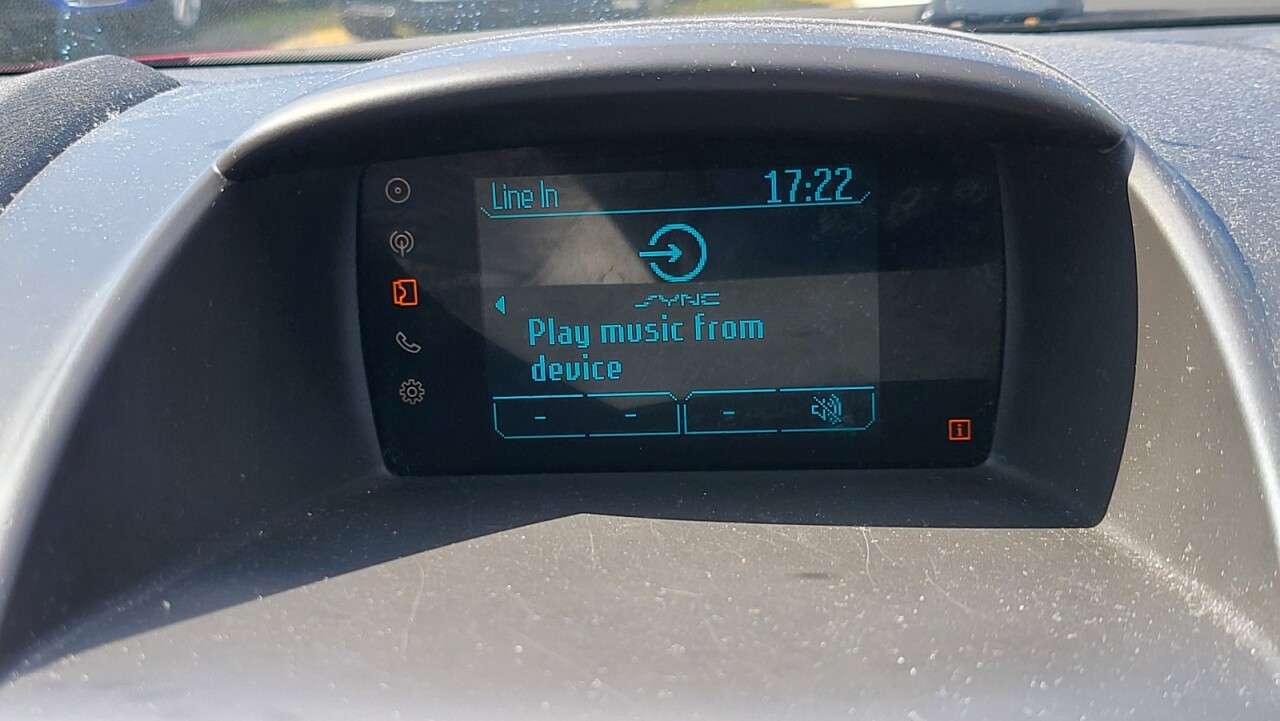 Line In
17:22
SYNC
Play music from
device
- - -
i